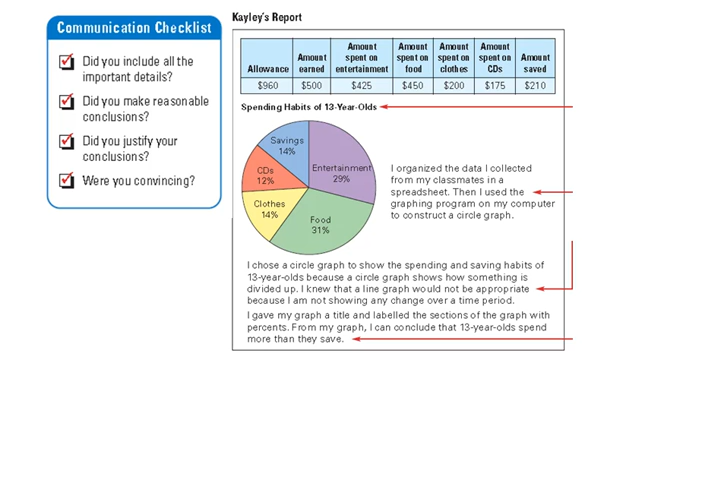 Communication Checklist
Did you include all the
important details?
Did you make reasonable
conclusions?
Did you justify your
conclusions?
Were you convincing?
Kayley's Report
Allowance
Amount
earned
Amount
spent on
entertainment
Amount
spent on
food
Amount
spent on
clothes
Amount
spent on
CDs
Amount
saved
$960 $500 $425 $450 $200 $175 $210
Spending Habits of 13-Year-Olds
Savings
14%
Entertainment
29%
CDs
12%
Clothes
14%
Food
31%
I organized the data I collected
from my classmates in a
spreadsheet. Then I used the
graphing program on my computer
to construct a circle graph.
I chose a circle graph to show the spending and saving habits of
13-year-olds because a circle graph shows how something is
divided up. I knew that a line graph would not be appropriate
because I am not showing any change over a time period.
I gave my graph a title and labelled the sections of the graph with
percents. From my graph, I can conclude that 13-year-olds spend
more than they save.